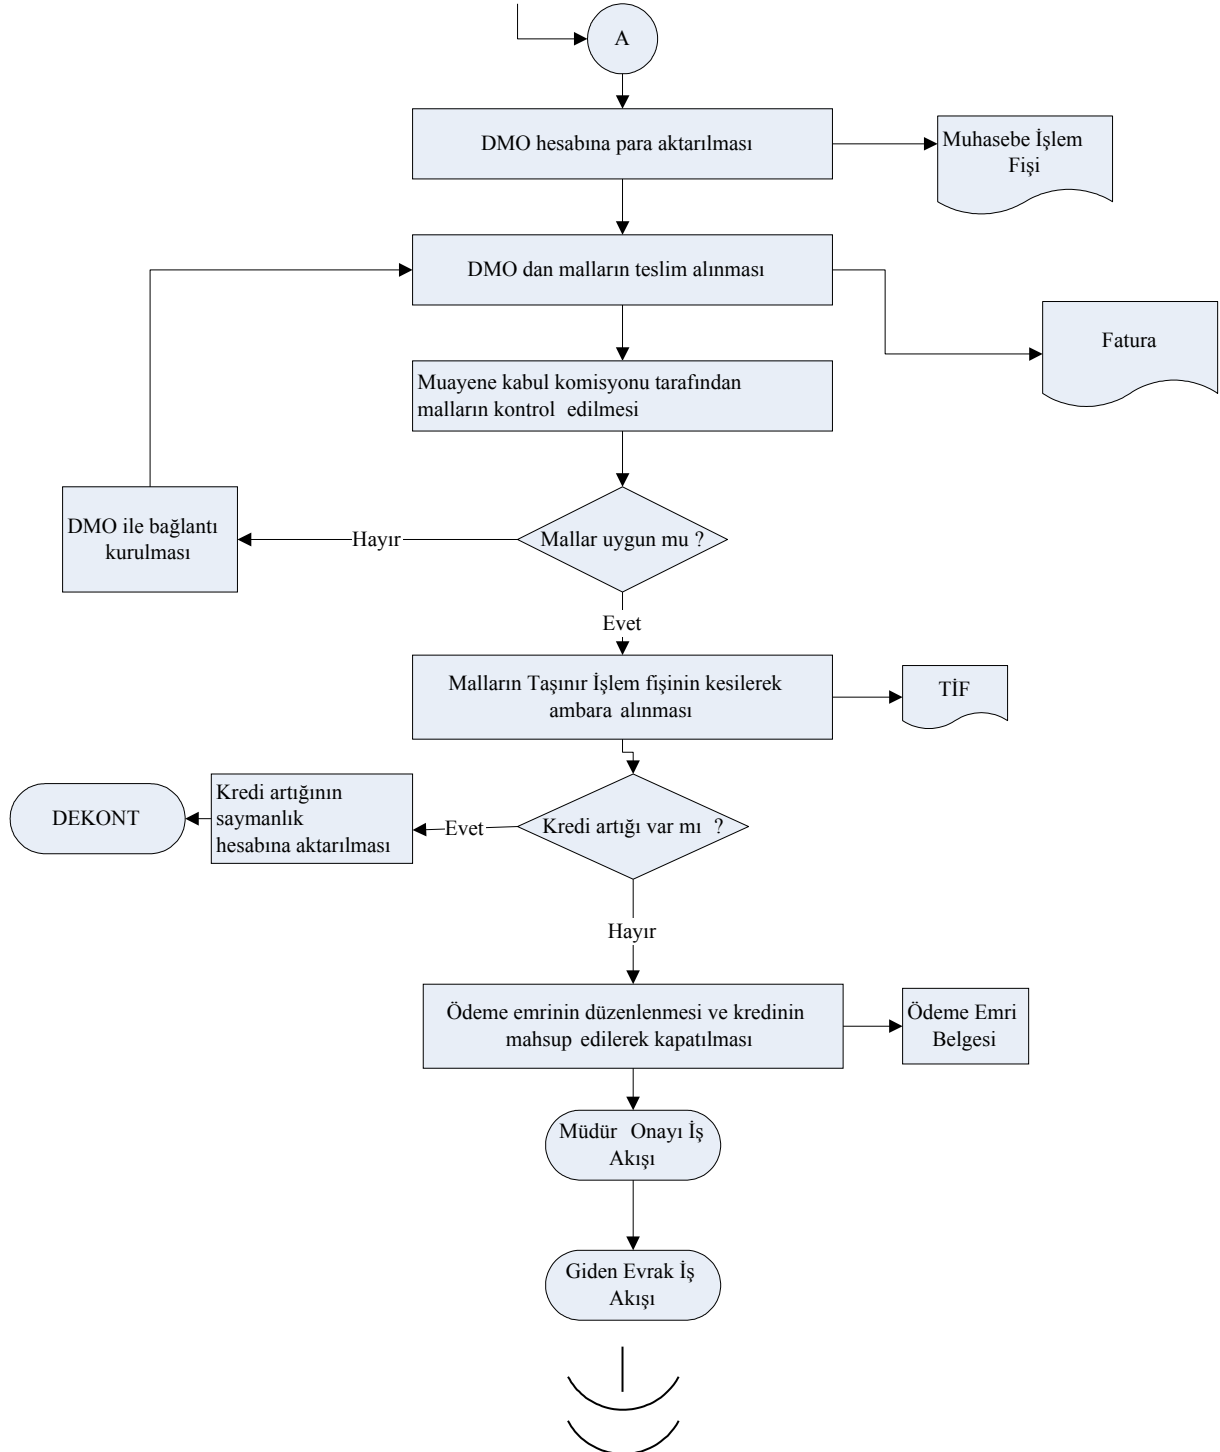 A
DMO hesabına para aktarılması
Muhasebe İşlem
Fişi
DMO dan malların teslim alınması
Fatura
Muayene kabul komisyonu tarafından
malların kontrol edilmesi
DMO ile bağlantı
kurulması
Hayır
Mallar uygun mu ?
Evet
Malların Taşınır İşlem fişinin kesilerek
ambara alınması
TİF
DEKONT
Kredi artığının
saymanlık
hesabına aktarılması
Evet
Kredi artığı var mı ?
Hayır
Ödeme emrinin düzenlenmesi ve kredinin
mahsup edilerek kapatılması
Ödeme Emri
Belgesi
Müdür Onayı İş
Akışı
Giden Evrak İş
Akışı